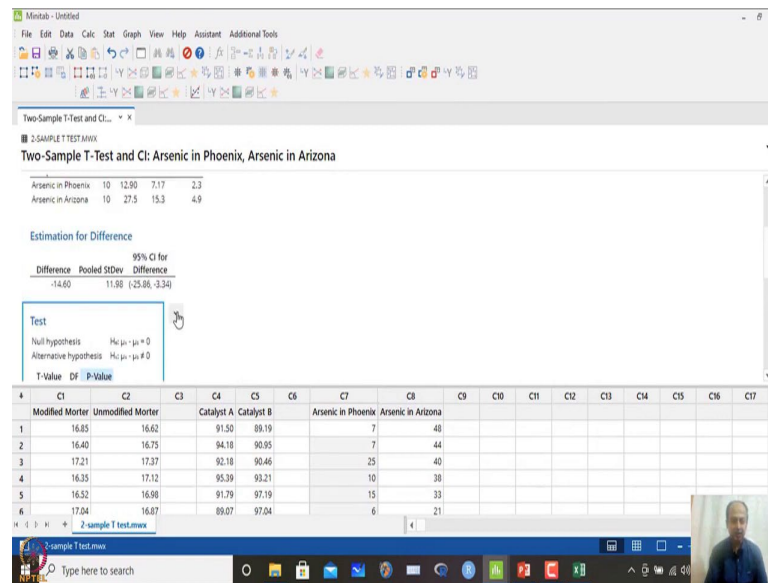 Minitab - Untitled
File Edit Data Calc Stat Graph View Help Assistant Additional Tools
Two-Sample T-Test and CI:...
2-SAMPLE T TEST.MWX
Two-Sample T-Test and CI: Arsenic in Phoenix, Arsenic in Arizona
Arsenic in Phoenix 10 12.90 7.17 2.3
Arsenic in Arizona 10 27.5 15.3 4.9
Estimation for Difference
95% CI for
Difference Pooled StDev Difference
-14.60 11.98 (-25.86, -3.34)
Test
Null hypothesis H₀: μ₁ - μ₂ = 0
Alternative hypothesis H₁: μ₁ - μ₂ ≠ 0
T-Value DF P-Value
C1 C2 C3 C4 C5 C6 C7 C8 C9 C10 C11 C12 C13 C14 C15 C16 C17
Modified Morter Unmodified Morter Catalyst A Catalyst B Arsenic in Phoenix Arsenic in Arizona
1 16.85 16.62 91.50 89.19 7 48
2 16.40 16.75 94.18 90.95 7 44
3 17.21 17.37 92.18 90.46 25 40
4 16.35 17.12 95.39 93.21 10 38
5 16.52 16.98 91.79 97.19 15 33
6 17.04 16.87 89.07 97.04 6 21
2-sample T test.mwx
2-sample T test.mwx
Type here to search
NPTEL